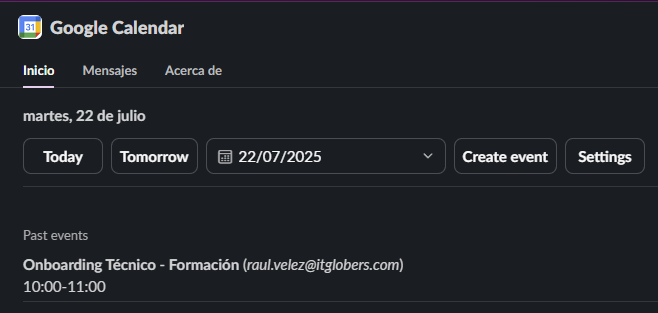 31
Google Calendar
Inicio Mensajes Acerca de
martes, 22 de julio
Today Tomorrow 22/07/2025 Create event Settings
Past events
Onboarding Técnico - Formación (raul.velez@itglobers.com)
10:00-11:00